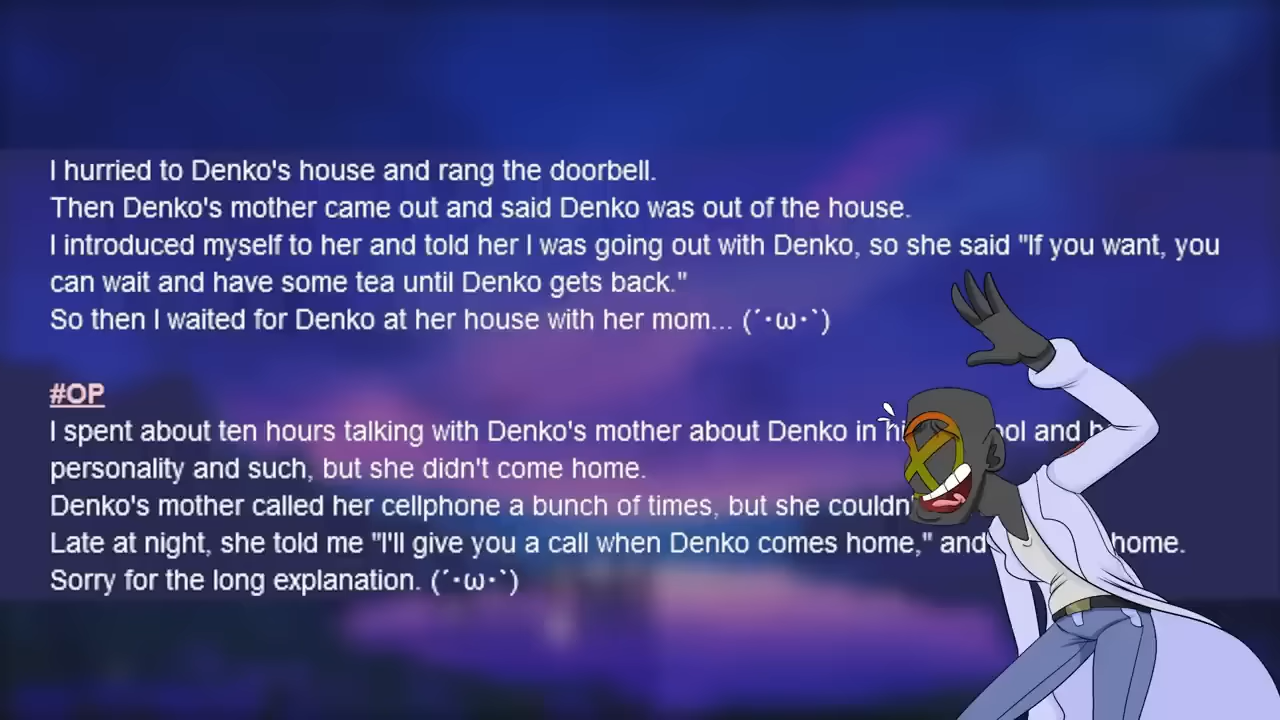 I hurried to Denko's house and rang the doorbell.
Then Denko's mother came out and said Denko was out of the house.
I introduced myself to her and told her I was going out with Denko, so she said "If you want, you
can wait and have some tea until Denko gets back."
So then I waited for Denko at her house with her mom... (´・ω・`)
#OP
I spent about ten hours talking with Denko's mother about Denko in and
personality and such, but she didn't come home.
Denko's mother called her cellphone a bunch of times, but she
Late at night, she told me "I'll give you a call when Denko comes home," and home.
Sorry for the long explanation. (´・ω・`)